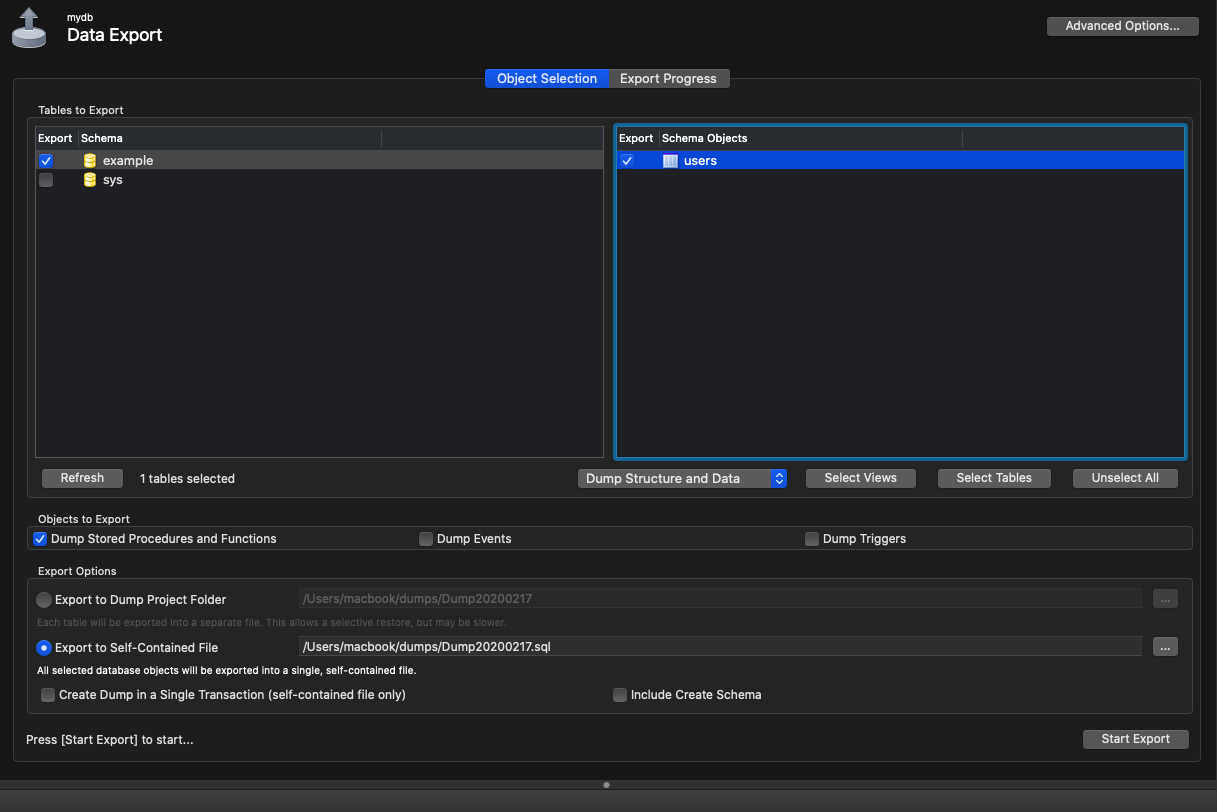 mydb
Data Export
Advanced Options...
Object Selection
Export Progress
Tables to Export
Export Schema
example
sys
Export Schema Objects
users
Refresh
1 tables selected
Dump Structure and Data
Select Views
Select Tables
Unselect All
Objects to Export
Dump Stored Procedures and Functions
Dump Events
Dump Triggers
Export Options
Export to Dump Project Folder
/Users/macbook/dumps/Dump20200217
...
Each table will be exported into a separate file. This allows a selective restore, but may be slower.
Export to Self-Contained File
/Users/macbook/dumps/Dump20200217.sql
...
All selected database objects will be exported into a single, self-contained file.
Create Dump in a Single Transaction (self-contained file only)
Include Create Schema
Press [Start Export] to start...
Start Export